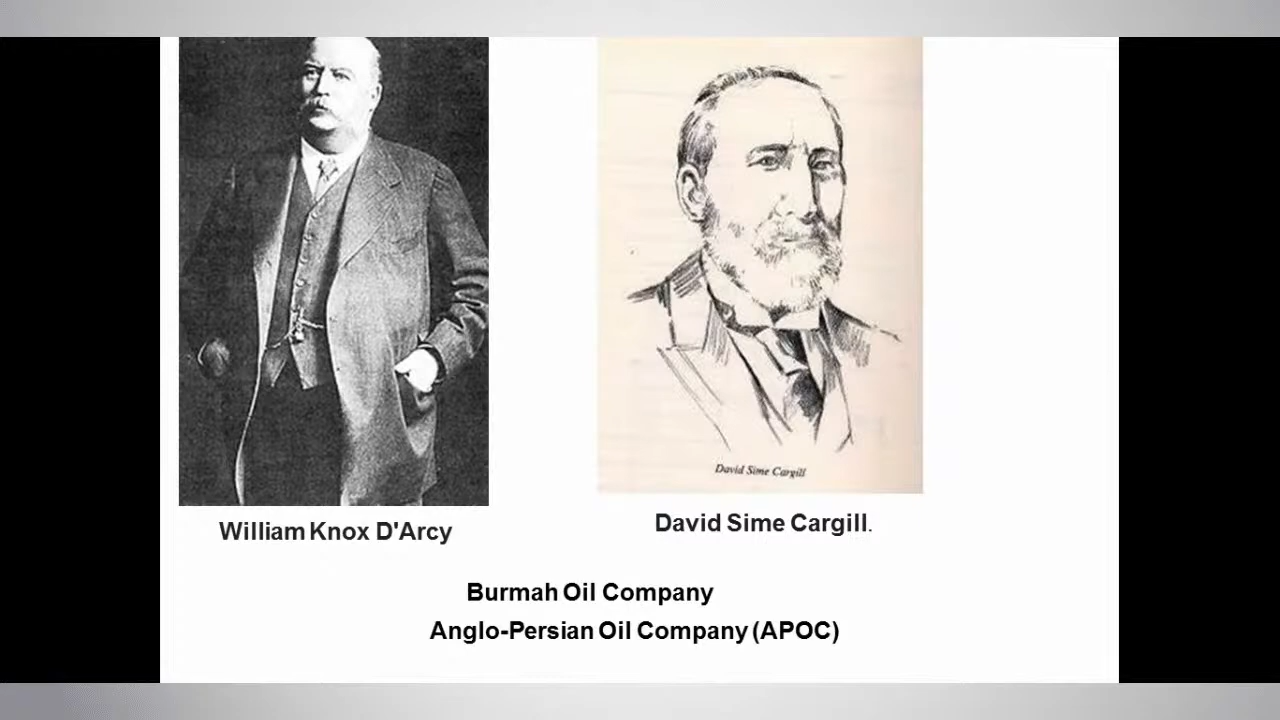 David Sime Cargill
William Knox D'Arcy
David Sime Cargill.
Burmah Oil Company
Anglo-Persian Oil Company (APOC)